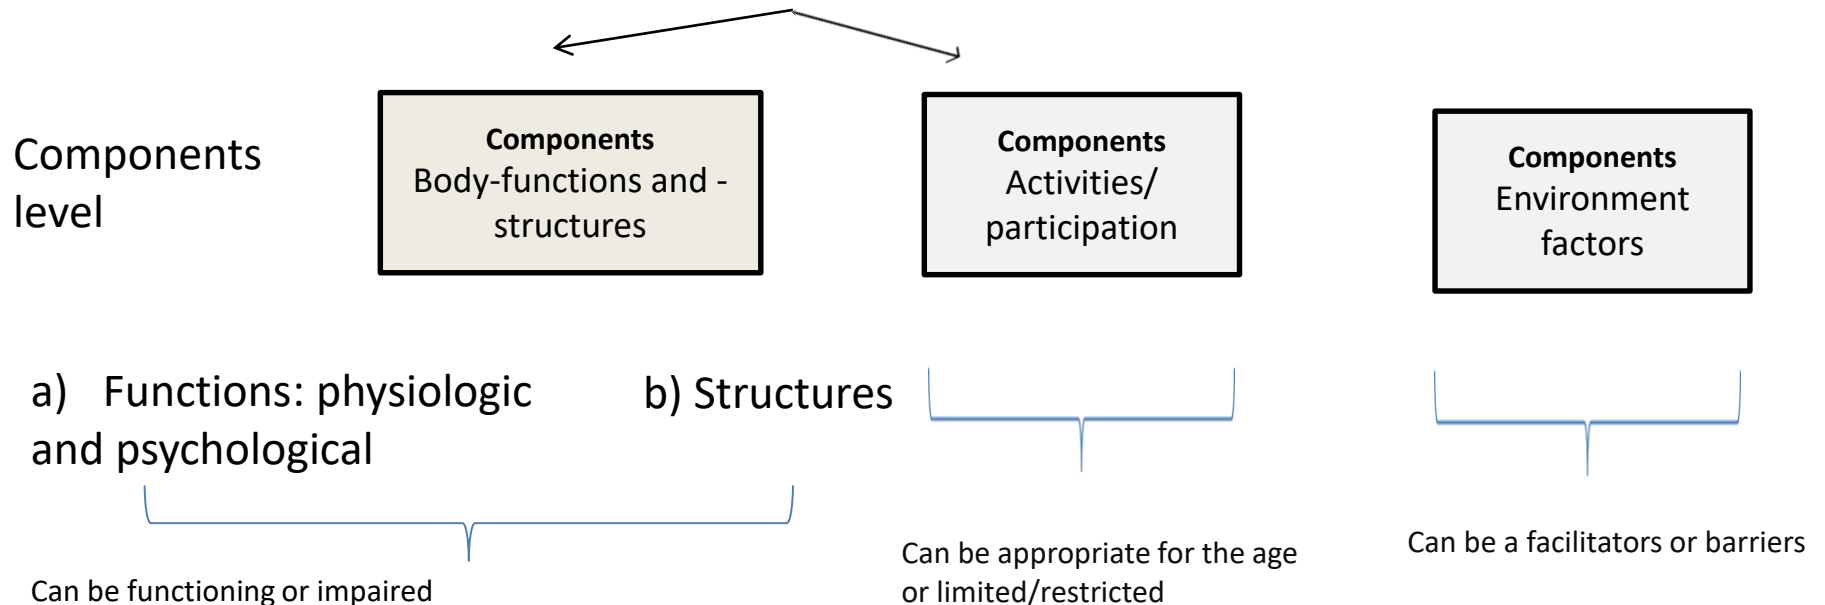 Components
level
Components
Body-functions and -
structures
Components
Activities/
participation
Components
Environment
factors
a) Functions: physiologic
and psychological
b) Structures
Can be functioning or impaired
Can be appropriate for the age
or limited/restricted
Can be a facilitators or barriers